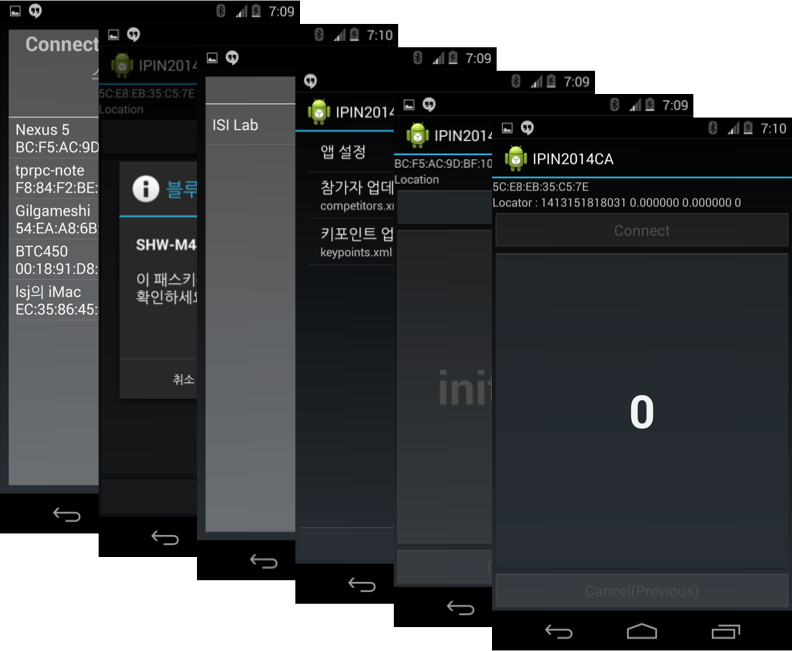 7:09
Connect
Nexus 5
BC:F5:AC:9D
tprpc-note
F8:84:F2:BE:
Gilgameshi
54:EA:A8:6B
BTC450
00:18:91:D8:
lsj의 iMac
EC:35:86:45:
7:10
IPIN2014
5C:E8:EB:35:C5:7E
Location
블루
SHW-M4
이 패스키
확인하세요
취소
7:09
ISI Lab
7:09
IPIN2014
앱 설정
참가자 업데
competitors.x
키포인트 업
keypoints.xml
7:09
IPIN2014
BC:F5:AC:9D:BF:10
Location
init
7:10
IPIN2014CA
5C:E8:EB:35:C5:7E
Locator : 1413151818031 0.000000 0.000000 0
Connect
0
Cancel(Previous)